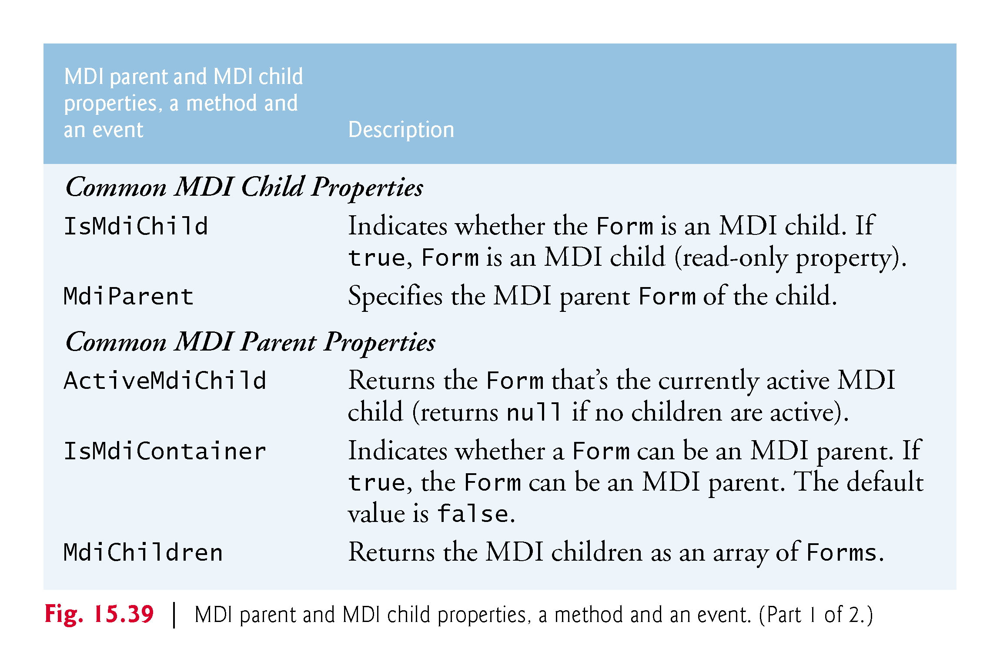 MDI parent and MDI child
properties, a method and
an event
Description
Common MDI Child Properties
IsMdiChild
Indicates whether the Form is an MDI child. If
true, Form is an MDI child (read-only property).
MdiParent
Specifies the MDI parent Form of the child.
Common MDI Parent Properties
ActiveMdiChild
Returns the Form that’s the currently active MDI
child (returns null if no children are active).
IsMdiContainer
Indicates whether a Form can be an MDI parent. If
true, the Form can be an MDI parent. The default
value is false.
MdiChildren
Returns the MDI children as an array of Forms.
Fig. 15.39 | MDI parent and MDI child properties, a method and an event. (Part 1 of 2.)